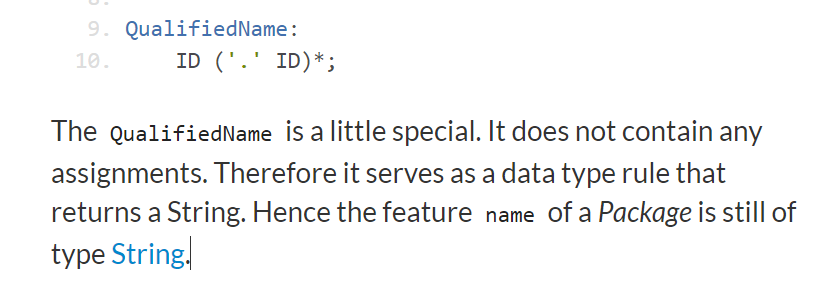 9. QualifiedName:
10. ID ('.' ID)*;
The QualifiedName is a little special. It does not contain any
assignments. Therefore it serves as a data type rule that
returns a String. Hence the feature name of a Package is still of
type String.